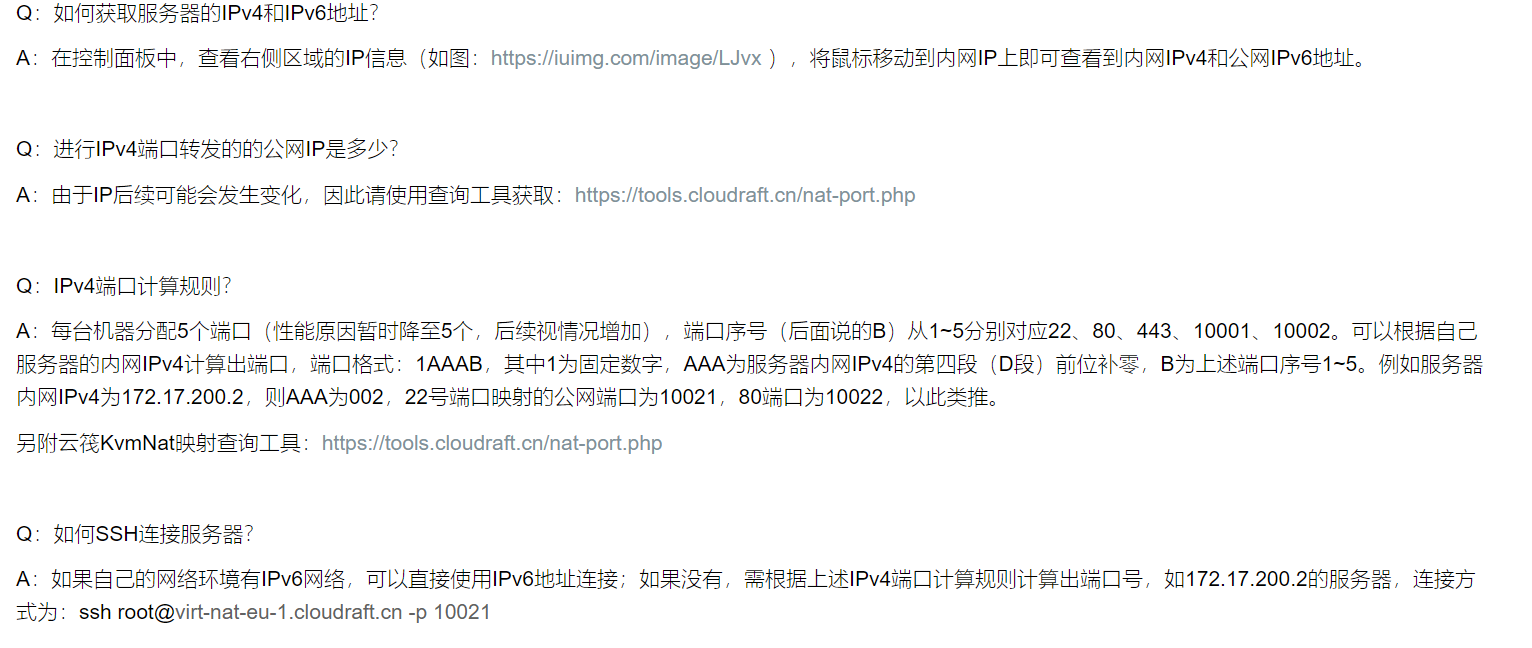 Q：如何获取服务器的IPv4和IPv6地址？
A：在控制面板中，查看右侧区域的IP信息（如图：https://iuimg.com/image/LJvx ），将鼠标移动到内网IP上即可查看到内网IPv4和公网IPv6地址。
Q：进行IPv4端口转发的的公网IP是多少？
A：由于IP后续可能会发生变化，因此请使用查询工具获取：https://tools.cloudraft.cn/nat-port.php
Q：IPv4端口计算规则？
A：每台机器分配5个端口（性能原因暂时降至5个，后续视情况增加），端口序号（后面说的B）从1~5分别对应22、80、443、10001、10002。可以根据自己
服务器的内网IPv4计算出端口，端口格式：1AAAB，其中1为固定数字，AAA为服务器内网IPv4的第四段（D段）前位补零，B为上述端口序号1~5。例如服务器
内网IPv4为172.17.200.2，则AAA为002，22号端口映射的公网端口为10021，80端口为10022，以此类推。
另附云筏KvmNat映射查询工具：https://tools.cloudraft.cn/nat-port.php
Q：如何SSH连接服务器？
A：如果自己的网络环境有IPv6网络，可以直接使用IPv6地址连接；如果没有，需根据上述IPv4端口计算规则计算出端口号，如172.17.200.2的服务器，连接方
式为：ssh root@virt-nat-eu-1.cloudraft.cn -p 10021